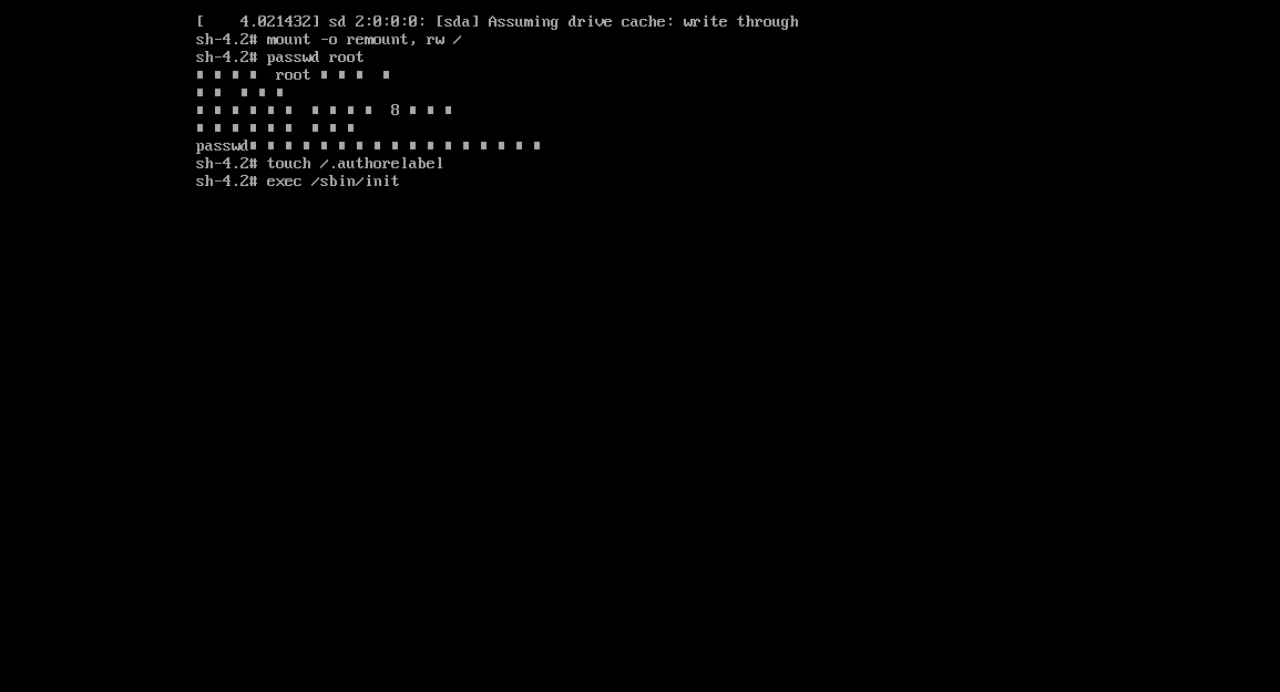 [    4.021432] sd 2:0:0:0: [sda] Assuming drive cache: write through
sh-4.2# mount -o remount, rw /
sh-4.2# passwd root
∎ ∎ ∎ ∎  root ∎ ∎ ∎  ∎
∎ ∎  ∎ ∎ ∎
∎ ∎ ∎ ∎ ∎ ∎  ∎ ∎ ∎ ∎  8 ∎ ∎ ∎
∎ ∎ ∎ ∎ ∎ ∎  ∎ ∎ ∎
passwd∎ ∎ ∎ ∎ ∎ ∎ ∎ ∎ ∎ ∎ ∎ ∎ ∎ ∎ ∎ ∎ ∎
sh-4.2# touch /.authorelabel
sh-4.2# exec /sbin/init